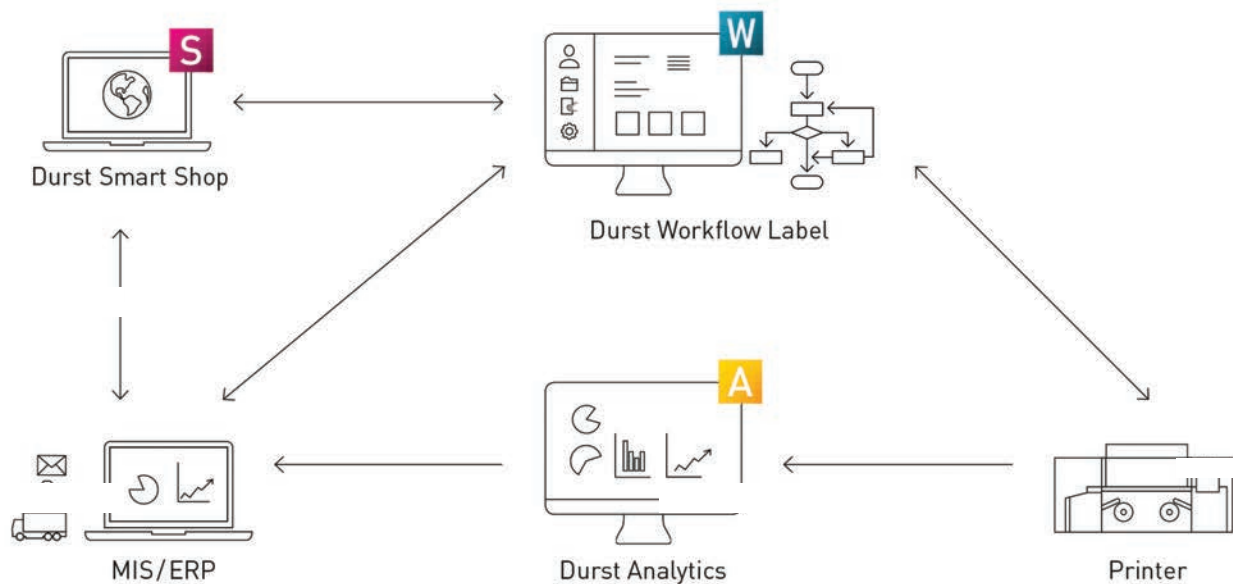 S
W
Durst Smart Shop
Durst Workflow Label
A
MIS/ERP
Durst Analytics
Printer